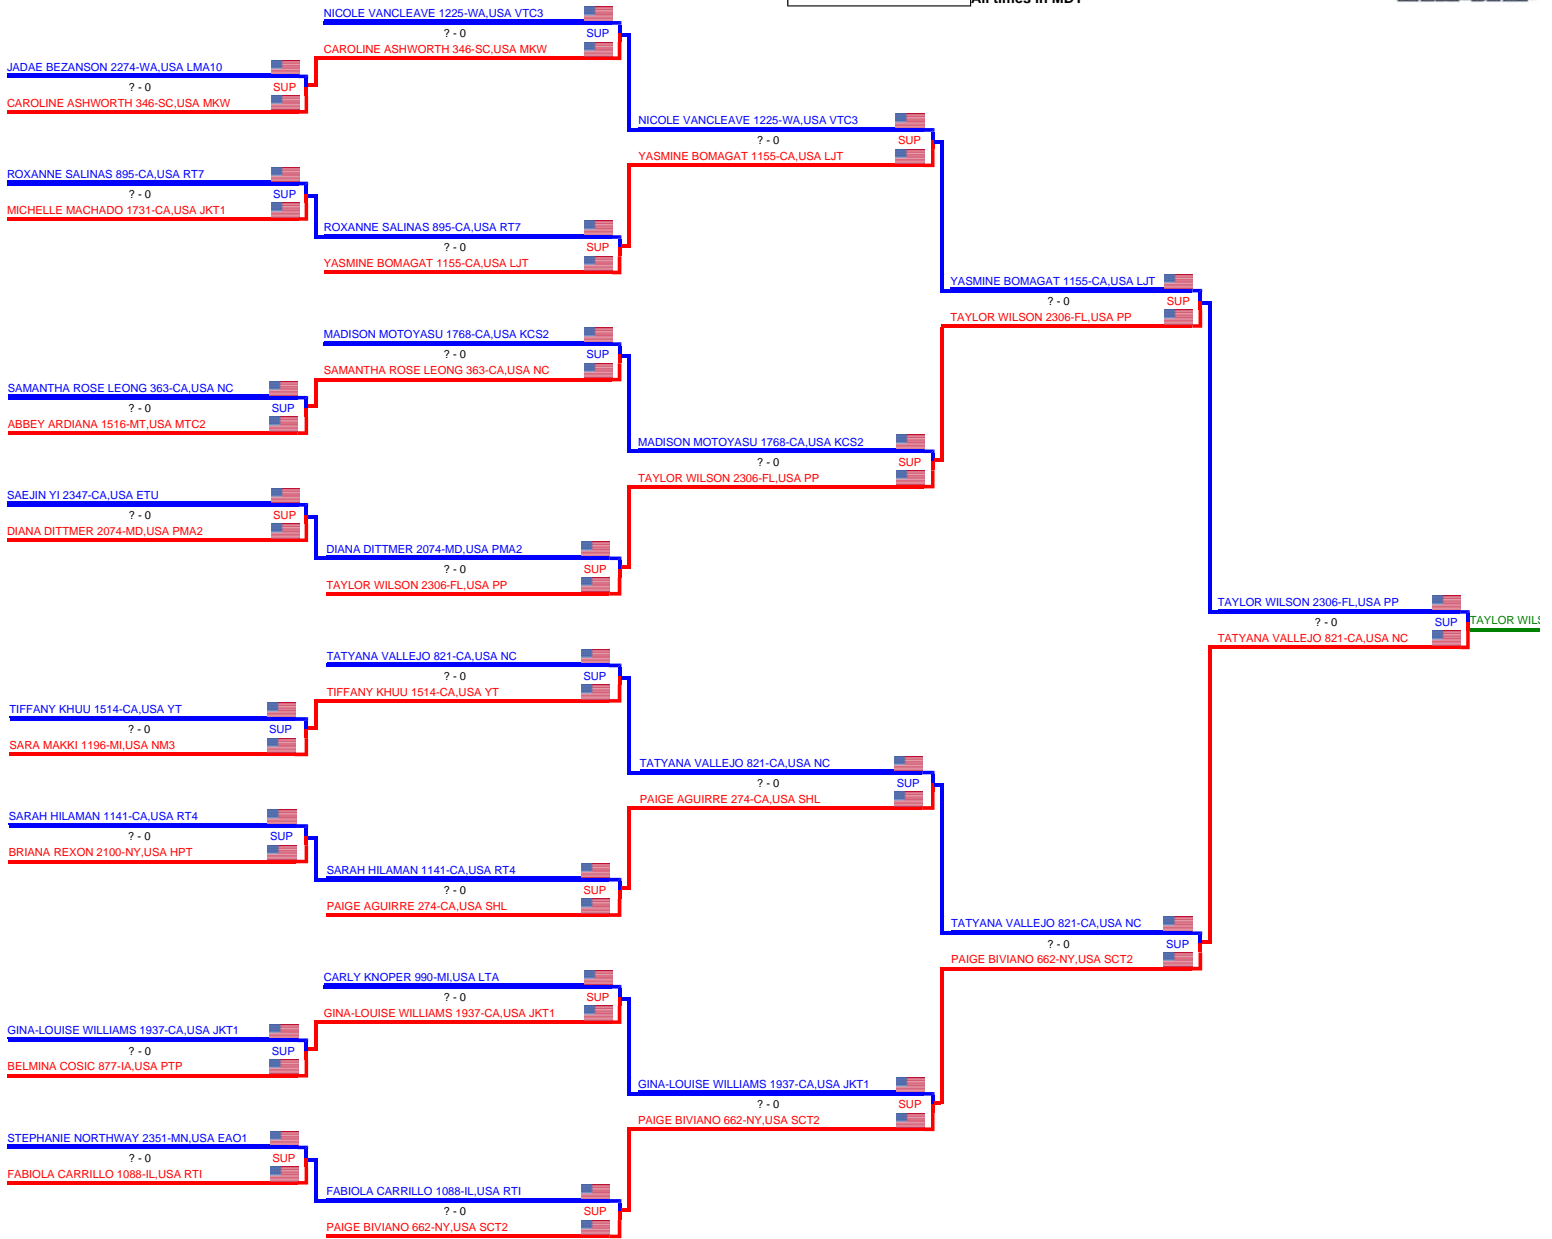 All times in MDT
NICOLE VANCLEAVE 1225-WA,USA VTC3
? - 0 SUP
CAROLINE ASHWORTH 346-SC,USA MKW
JADAE BEZANSON 2274-WA,USA LMA10
? - 0 SUP
CAROLINE ASHWORTH 346-SC,USA MKW
NICOLE VANCLEAVE 1225-WA,USA VTC3
? - 0 SUP
YASMINE BOMAGAT 1155-CA,USA LJT
ROXANNE SALINAS 895-CA,USA RT7
? - 0 SUP
MICHELLE MACHADO 1731-CA,USA JKT1
ROXANNE SALINAS 895-CA,USA RT7
? - 0 SUP
YASMINE BOMAGAT 1155-CA,USA LJT
YASMINE BOMAGAT 1155-CA,USA LJT
? - 0 SUP
TAYLOR WILSON 2306-FL,USA PP
MADISON MOTOYASU 1768-CA,USA KCS2
? - 0 SUP
SAMANTHA ROSE LEONG 363-CA,USA NC
SAMANTHA ROSE LEONG 363-CA,USA NC
? - 0 SUP
ABBEY ARDIANA 1516-MT,USA MTC2
MADISON MOTOYASU 1768-CA,USA KCS2
? - 0 SUP
TAYLOR WILSON 2306-FL,USA PP
SAEJIN YI 2347-CA,USA ETU
? - 0 SUP
DIANA DITTMER 2074-MD,USA PMA2
DIANA DITTMER 2074-MD,USA PMA2
? - 0 SUP
TAYLOR WILSON 2306-FL,USA PP
TAYLOR WILSON 2306-FL,USA PP
? - 0 SUP
TATYANA VALLEJO 821-CA,USA NC
TAYLOR WILS
TATYANA VALLEJO 821-CA,USA NC
? - 0 SUP
TIFFANY KHUU 1514-CA,USA YT
TIFFANY KHUU 1514-CA,USA YT
? - 0 SUP
SARA MAKKI 1196-MI,USA NM3
TATYANA VALLEJO 821-CA,USA NC
? - 0 SUP
PAIGE AGUIRRE 274-CA,USA SHL
SARAH HILAMAN 1141-CA,USA RT4
? - 0 SUP
BRIANA REXON 2100-NY,USA HPT
SARAH HILAMAN 1141-CA,USA RT4
? - 0 SUP
PAIGE AGUIRRE 274-CA,USA SHL
TATYANA VALLEJO 821-CA,USA NC
? - 0 SUP
PAIGE BIVIANO 662-NY,USA SCT2
CARLY KNOPER 990-MI,USA LTA
? - 0 SUP
GINA-LOUISE WILLIAMS 1937-CA,USA JKT1
GINA-LOUISE WILLIAMS 1937-CA,USA JKT1
? - 0 SUP
BELMINA COSIC 877-IA,USA PTP
GINA-LOUISE WILLIAMS 1937-CA,USA JKT1
? - 0 SUP
PAIGE BIVIANO 662-NY,USA SCT2
STEPHANIE NORTHWAY 2351-MN,USA EAO1
? - 0 SUP
FABIOLA CARRILLO 1088-IL,USA RTI
FABIOLA CARRILLO 1088-IL,USA RTI
? - 0 SUP
PAIGE BIVIANO 662-NY,USA SCT2